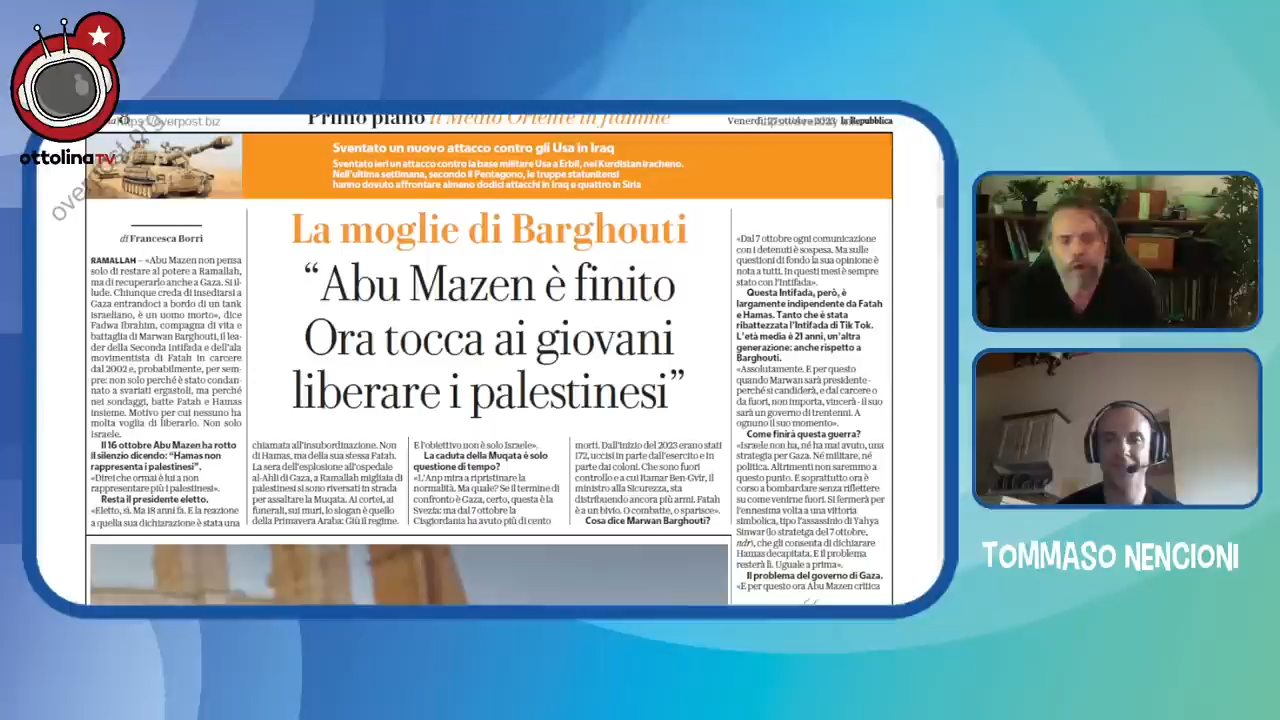 ottolina TV
https://overpost.biz
Primo piano Il Medio Oriente in fiamme
Venerdì, 27 ottobre 2023 la Repubblica
Sventato un nuovo attacco contro gli Usa in Iraq
Sventato ieri un attacco contro la base militare Usa a Erbil, nel Kurdistan iracheno.
Nell'ultima settimana, secondo il Pentagono, le truppe statunitensi
hanno dovuto affrontare almeno dodici attacchi in Iraq e quattro in Siria
di Francesca Borri
RAMALLAH – «Abu Mazen non pensa
solo di restare al potere a Ramallah,
ma di recuperarlo anche a Gaza. Si il-
lude. Chiunque creda di insediarsi a
Gaza entrandoci a bordo di un tank
israeliano, è un uomo morto», dice
Fadwa Ibrahim, compagna di vita e
battaglia di Marwan Barghouti, il lea-
der della Seconda Intifada e dell'ala
movimentista di Fatah in carcere
dal 2002 e, probabilmente, per sem-
pre: non solo perché è stato condan-
nato a svariati ergastoli, ma perché
nei sondaggi, batte Fatah e Hamas
insieme. Motivo per cui nessuno ha
molta voglia di liberarlo. Non solo
Israele.
Il 16 ottobre Abu Mazen ha rotto
il silenzio dicendo: "Hamas non
rappresenta i palestinesi".
«Direi che ormai è lui a non
rappresentare più i palestinesi».
Resta il presidente eletto.
«Eletto, sì. Ma 18 anni fa. E la reazione
a quella sua dichiarazione è stata una
La moglie di Barghouti
“Abu Mazen è finito
Ora tocca ai giovani
liberare i palestinesi”
chiamata all'insubordinazione. Non
di Hamas, ma della sua stessa Fatah.
La sera dell'esplosione all'ospedale
al-Ahli di Gaza, a Ramallah migliaia di
palestinesi si sono riversati in strada
per assaltare la Muqata. Ai cortei, ai
funerali, sui muri, lo slogan è quello
della Primavera Araba: Giù il regime.
E l'obiettivo non è solo Israele».
La caduta della Muqata è solo
questione di tempo?
«L'Anp mira a ripristinare la
normalità. Ma quale? Se il termine di
confronto è Gaza, certo, questa è la
Svezia: ma dal 7 ottobre la
Cisgiordania ha avuto più di cento
morti. Dall'inizio del 2023 erano stati
172, uccisi in parte dall'esercito e in
parte dai coloni. Che sono fuori
controllo e a cui Itamar Ben-Gvir, il
ministro alla Sicurezza, sta
distribuendo ancora più armi. Fatah
è a un bivio. O combatte, o sparisce».
Cosa dice Marwan Barghouti?
«Dal 7 ottobre ogni comunicazione
con i detenuti è sospesa. Ma sulle
questioni di fondo la sua opinione è
nota a tutti. In questi mesi è sempre
stato con l'Intifada».
Questa Intifada, però, è
largamente indipendente da Fatah
e Hamas. Tanto che è stata
ribattezzata l'Intifada di Tik Tok.
L'età media è 21 anni, un'altra
generazione: anche rispetto a
Barghouti.
«Assolutamente. E per questo
quando Marwan sarà presidente -
perché si candiderà, e dal carcere o
da fuori, non importa, vincerà - il suo
sarà un governo di trentenni. A
ognuno il suo momento».
Come finirà questa guerra?
«Israele non ha, né ha mai avuto, una
strategia per Gaza. Né militare, né
politica. Altrimenti non saremmo a
questo punto. E soprattutto ora è
corso a bombardare senza riflettere
su come venirne fuori. Si fermerà per
l'ennesima volta a una vittoria
simbolica, tipo l'assassinio di Yahya
Sinwar (lo stratega del 7 ottobre,
ndr), che gli consenta di dichiarare
Hamas decapitata. E il problema
resterà lì. Uguale a prima».
Il problema del governo di Gaza.
«E per questo ora Abu Mazen critica
TOMMASO NENCIONI